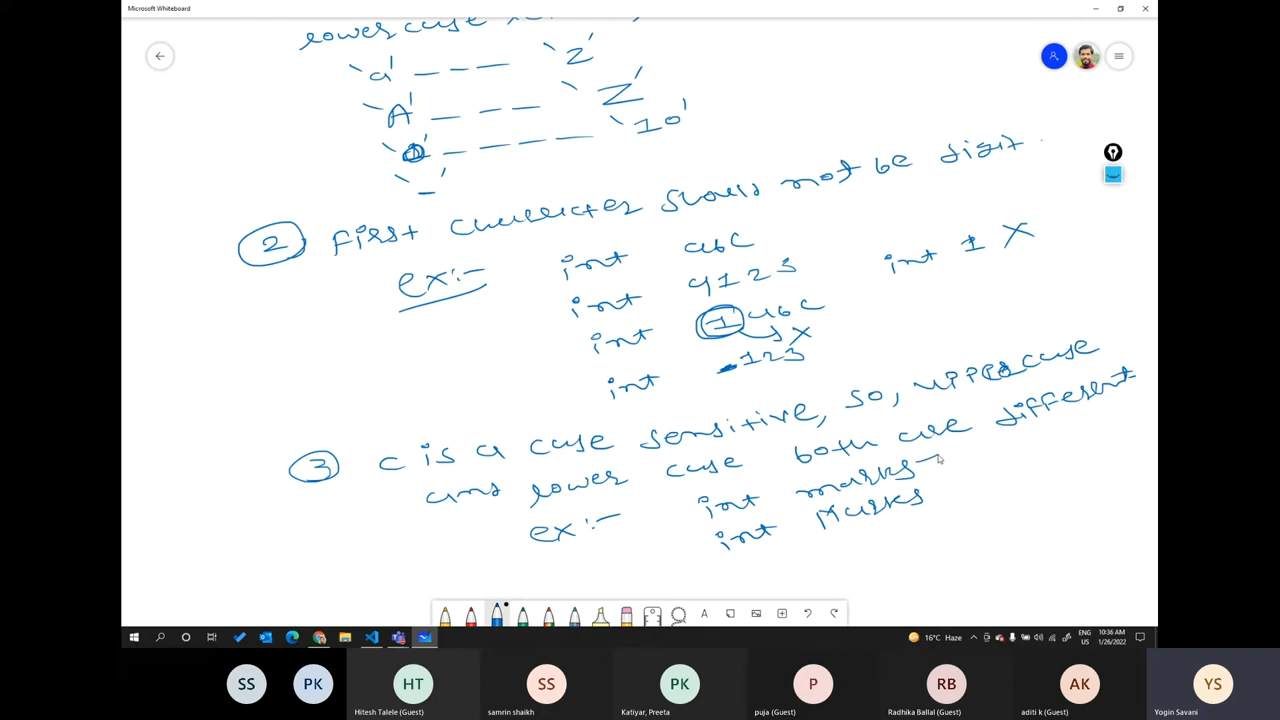 Microsoft Whiteboard
lowercase
'a' - - - - 'z'
'A' - - - - 'Z'
- - - - '10'
'_'
② First character should not be digit
ex:- int abc
int 1 X
int a123
int 1abc X
int _123
③ C is a case sensitive, so, uppercase
and lower case both are different
ex:- int marks
int Marks
A
16°C Haze
ENG
US
10:36 AM
1/26/2022
SS
PK
HT
SS
PK
P
RB
AK
YS
Hitesh Talele (Guest)
samrin shaikh
Katiyar, Preeta
puja (Guest)
Radhika Ballal (Guest)
aditi k (Guest)
Yogin Savani